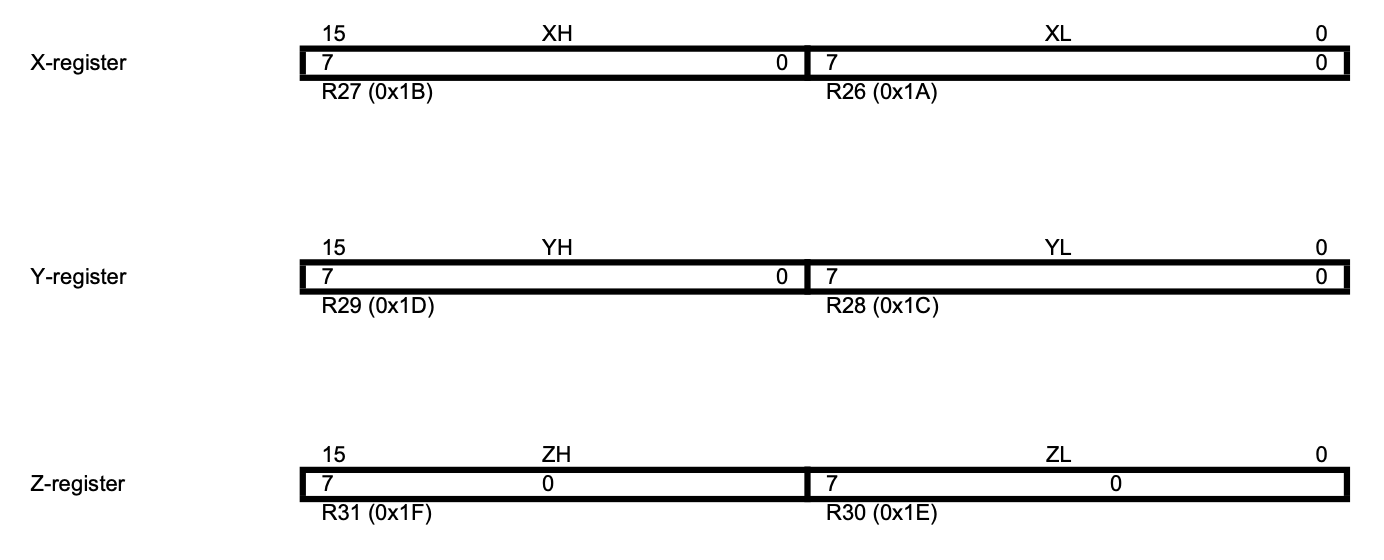 15 XH XL 0
X-register 7 0 7 0
R27 (0x1B) R26 (0x1A)
15 YH YL 0
Y-register 7 0 7 0
R29 (0x1D) R28 (0x1C)
15 ZH ZL 0
Z-register 7 0 7 0
R31 (0x1F) R30 (0x1E)